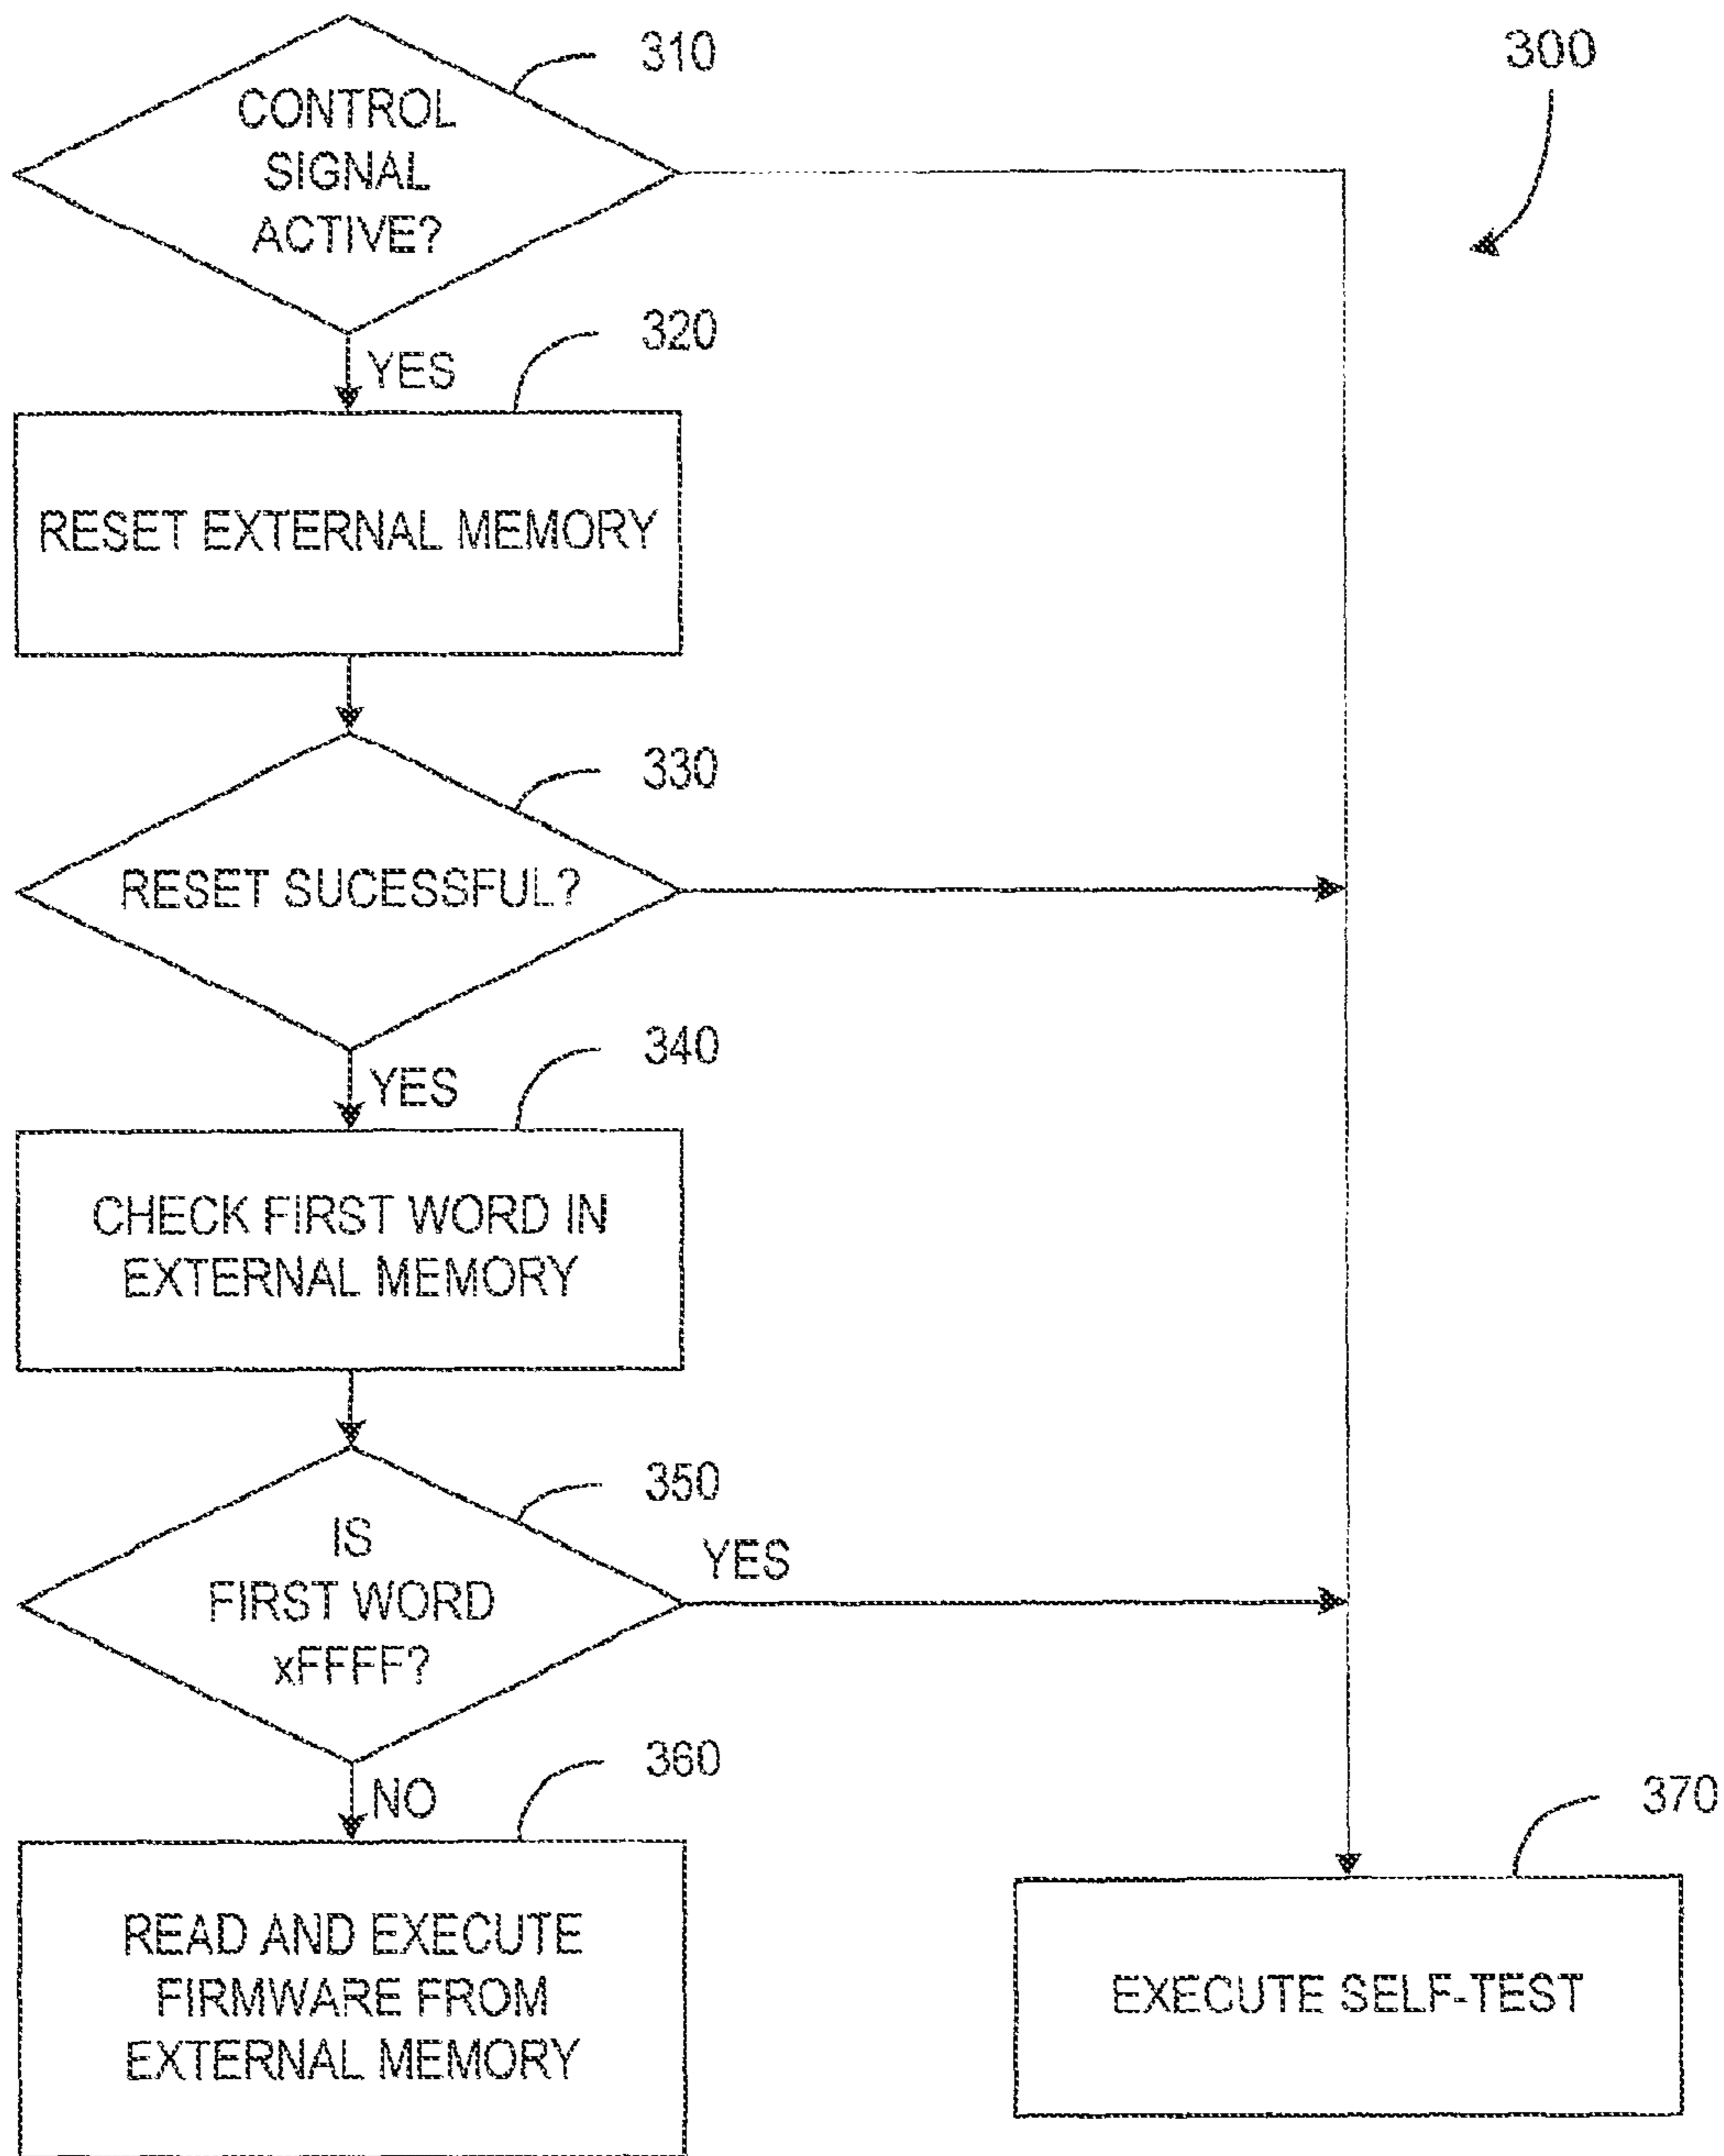 310
300
CONTROL
SIGNAL
ACTIVE?
320
YES
RESET EXTERNAL MEMORY
330
RESET SUCESSFUL?
340
YES
CHECK FIRST WORD IN
EXTERNAL MEMORY
350
IS
FIRST WORD
xFFFF?
YES
360
NO
370
READ AND EXECUTE
FIRMWARE FROM
EXTERNAL MEMORY
EXECUTE SELF-TEST